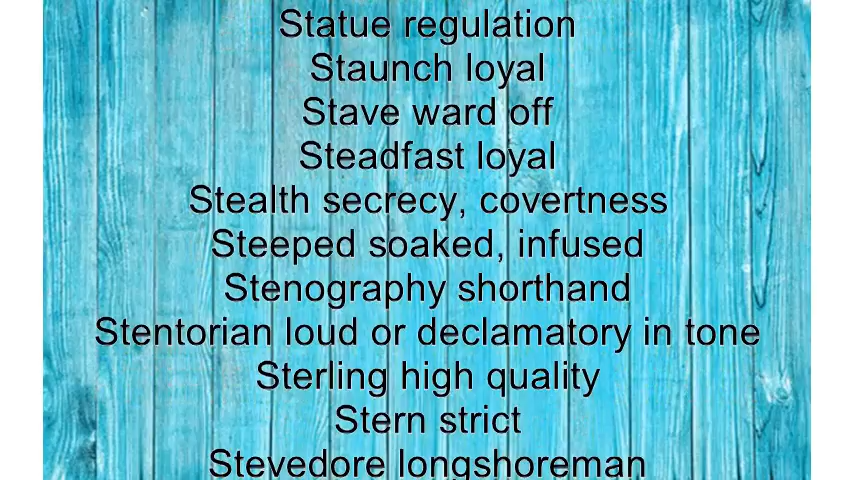 Statue regulation
Staunch loyal
Stave ward off
Steadfast loyal
Stealth secrecy, covertness
Steeped soaked, infused
Stenography shorthand
Stentorian loud or declamatory in tone
Sterling high quality
Stern strict
Stevedore longshoreman